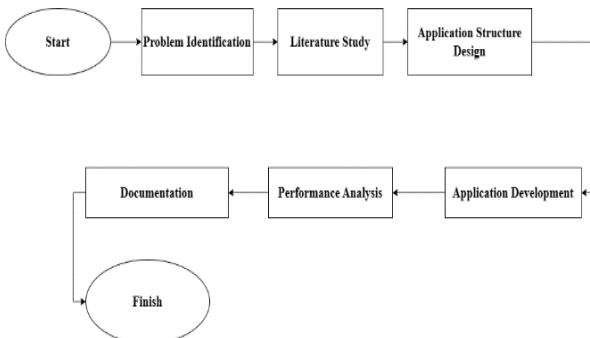 Start
Problem Identification
Literature Study
Application Structure
Design
Application Development
Performance Analysis
Documentation
Finish